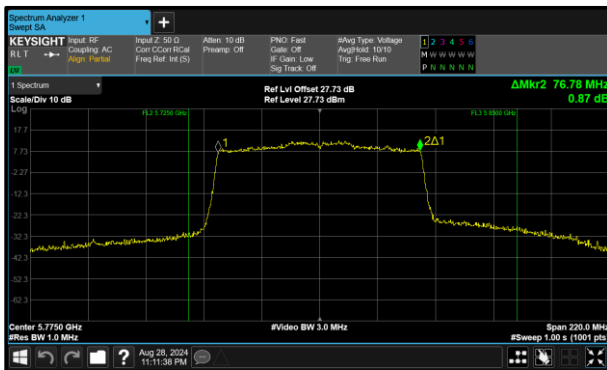 Spectrum Analyzer 1
Swept SA
KEYSIGHT Input: RF Input Z: 50 Ω Atten: 10 dB PNO: Fast #Avg Type: Voltage 1 2 3 4 5 6
RLT Coupling: AC Corr CCorr RCal Preamp: Off Gate: Off Avg|Hold: 10/10 M W W W W W
Align: Partial Freq Ref: Int (S) IF Gain: Low Trig: Free Run P N N N N N
Sig Track: Off
1 Spectrum Ref Lvl Offset 27.73 dB ΔMkr2 76.78 MHz
Scale/Div 10 dB Ref Level 27.73 dBm 0.87 dB
Log FL2 5.7250 GHz FL3 5.8500 GHz
17.7
1 2Δ1
7.73
-2.27
-12.3
-22.3
-32.3
-42.3
-52.3
-62.3
Center 5.7750 GHz #Video BW 3.0 MHz Span 220.0 MHz
#Res BW 1.0 MHz #Sweep 1.00 s (1001 pts)
? Aug 28, 2024
11:11:38 PM